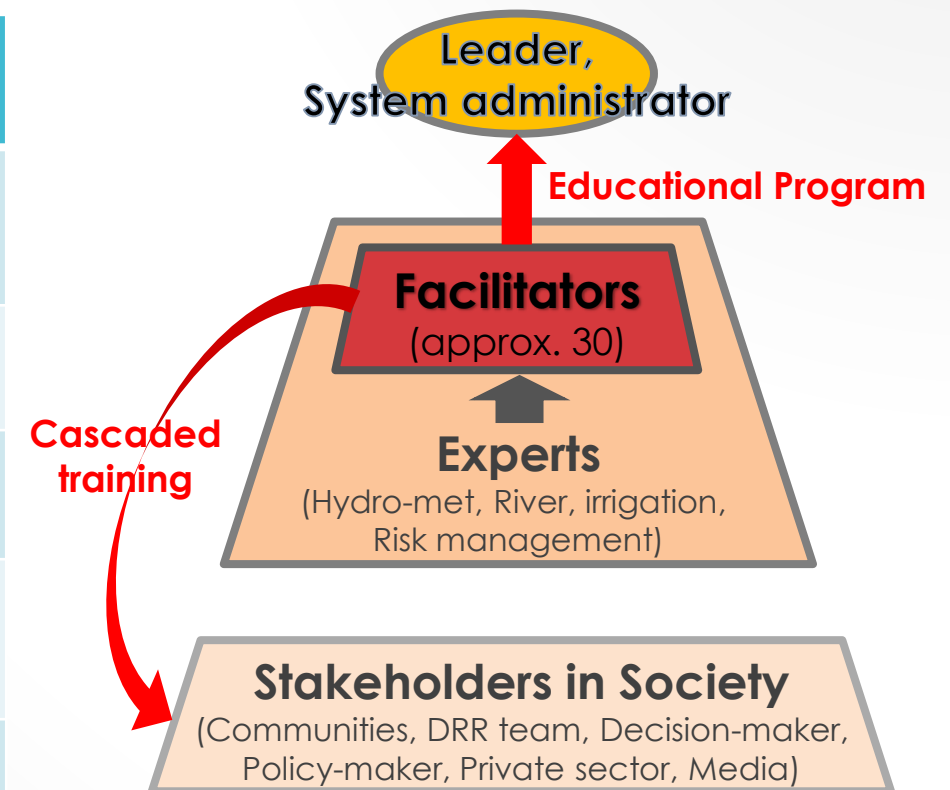 Leader,
System administrator
Educational Program
Facilitators
(approx. 30)
Cascaded
training
Experts
(Hydro-met, River, irrigation,
Risk management)
Stakeholders in Society
(Communities, DRR team, Decision-maker,
Policy-maker, Private sector, Media)